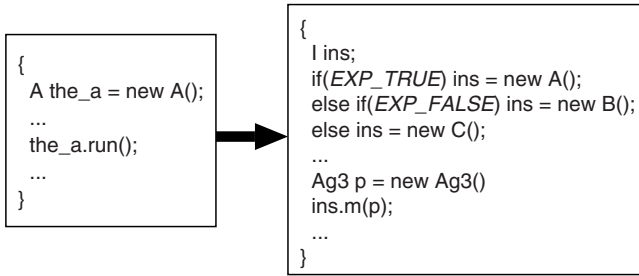 {
A the_a = new A();
...
the_a.run();
...
}
{
I ins;
if(EXP_TRUE) ins = new A();
else if(EXP_FALSE) ins = new B();
else ins = new C();
...
Ag3 p = new Ag3()
ins.m(p);
...
}